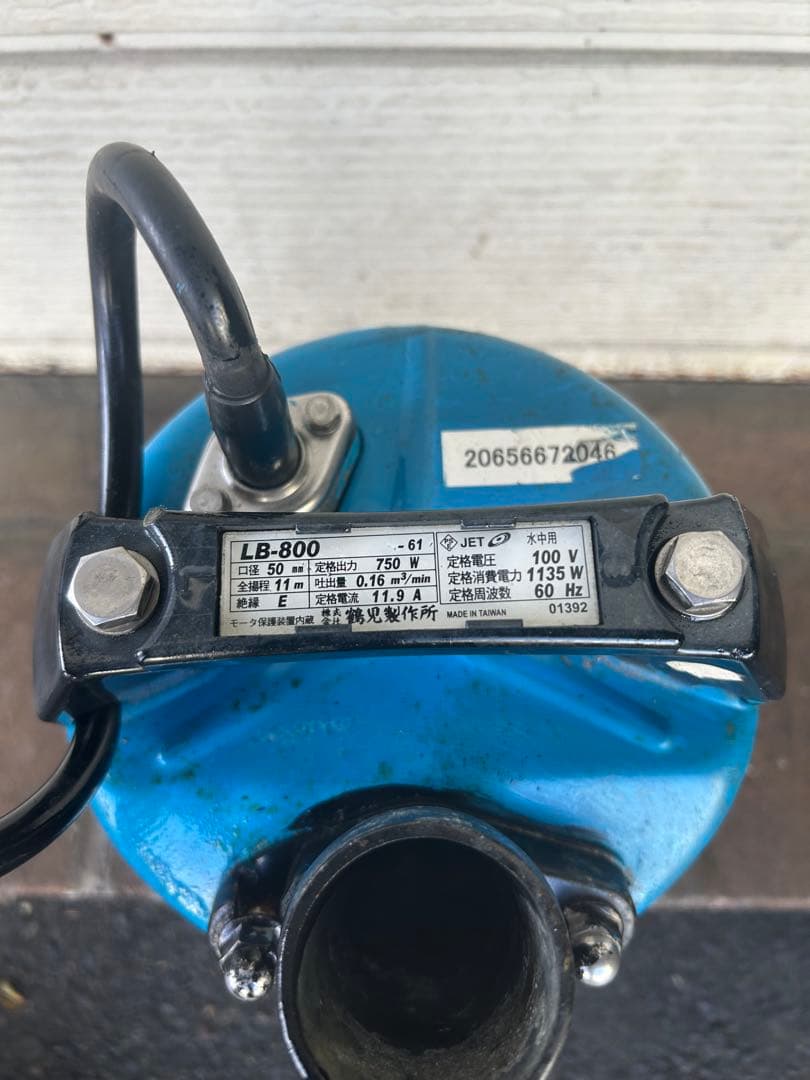 20656672046
LB-800 -61
口径 50 mm 定格出力 750 W
全揚程 11 m 吐出量 0.16 m³/min
絶縁 E 定格電流 11.9 A
モータ保護装置内蔵 株式会社 鶴見製作所
JET 水中用
定格電圧 100 V
定格消費電力 1135 W
定格周波数 60 Hz
MADE IN TAIWAN 01392